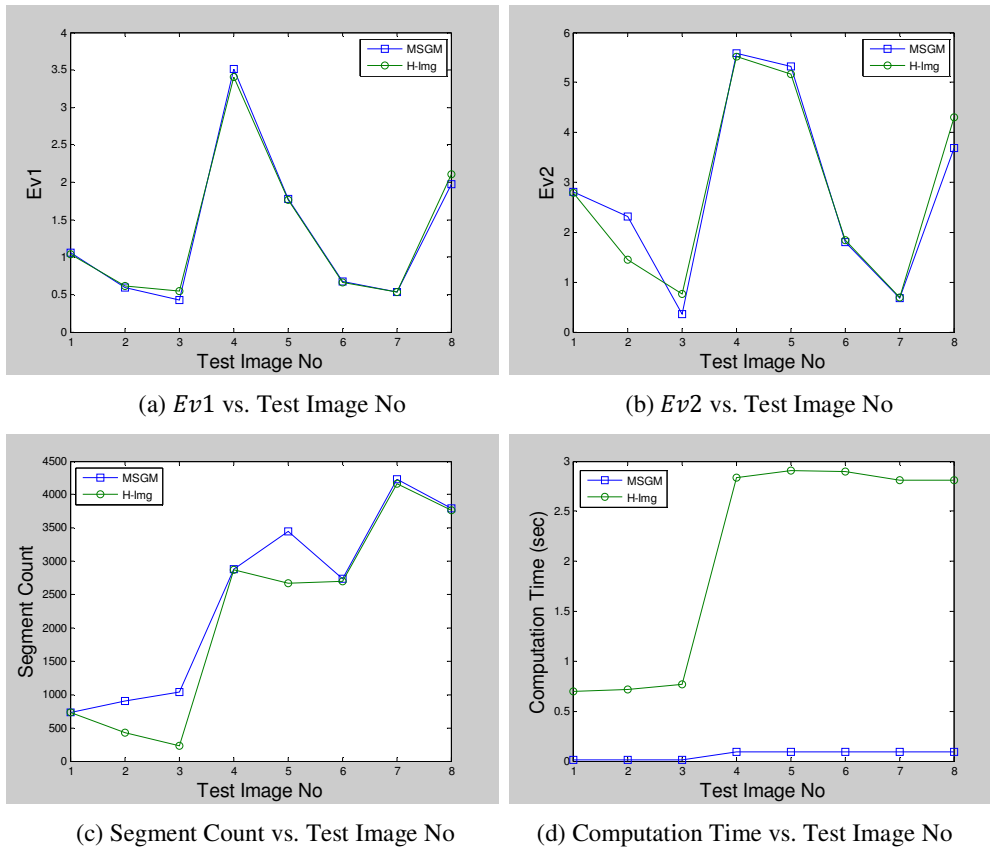 4
3.5
3
2.5
2
1.5
1
0.5
0
Ev1
MSGM
H-Img
1 2 3 4 5 6 7 8
Test Image No
(a) Ev1 vs. Test Image No
6
5
4
3
2
1
0
Ev2
MSGM
H-Img
1 2 3 4 5 6 7 8
Test Image No
(b) Ev2 vs. Test Image No
4500
4000
3500
3000
2500
2000
1500
1000
500
0
Segment Count
MSGM
H-Img
1 2 3 4 5 6 7 8
Test Image No
(c) Segment Count vs. Test Image No
3
2.5
2
1.5
1
0.5
0
Computation Time (sec)
MSGM
H-Img
1 2 3 4 5 6 7 8
Test Image No
(d) Computation Time vs. Test Image No